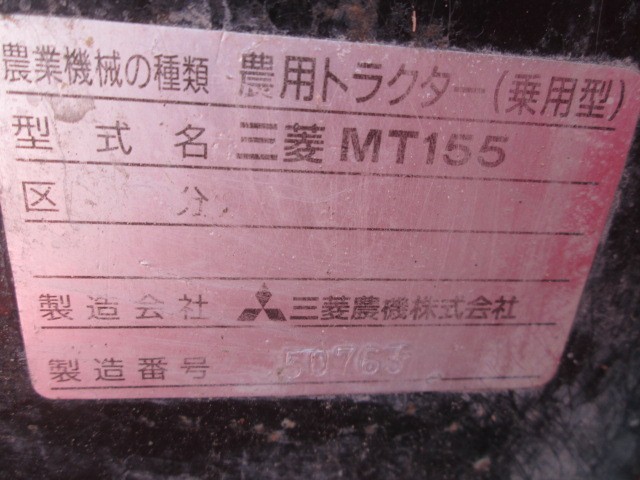 農業機械の種類 農用トラクター(乗用型)
型式名 三菱 MT155
区分
製造会社 三菱農機株式会社
製造番号 50763